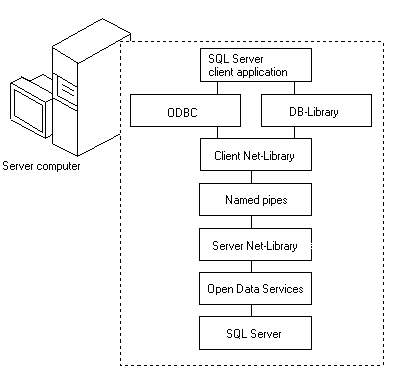 SQL Server
client application
ODBC
DB-Library
Client Net-Library
Server computer
Named pipes
Server Net-Library
Open Data Services
SQL Server